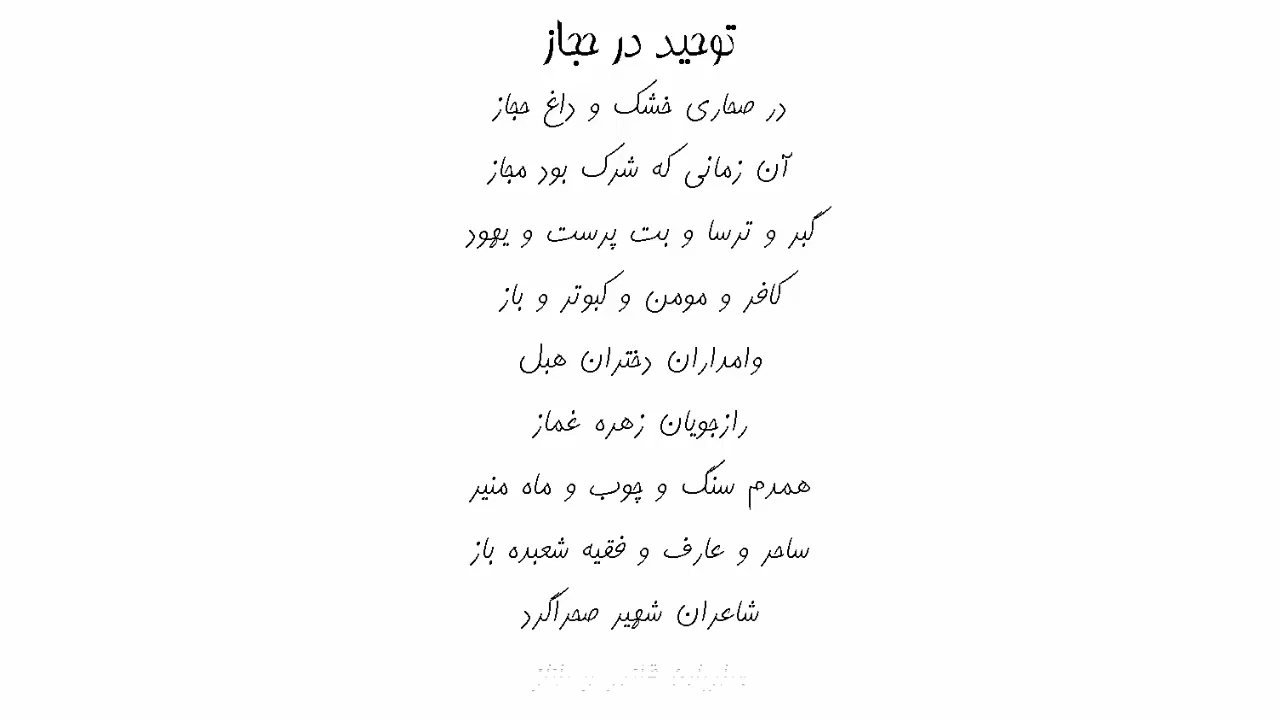 توحید در حجاز
در صحاری خشک و داغ حجاز
آن زمانی که شرک بود مجاز
گبر و ترسا و بت پرست و یهود
کافر و مومن و کبوتر و باز
وامداران دختران هبل
رازجویان زهره غماز
همدم سنگ و چوب و ماه منیر
ساحر و عارف و فقیه شعبده باز
شاعران شهیر صحراگرد